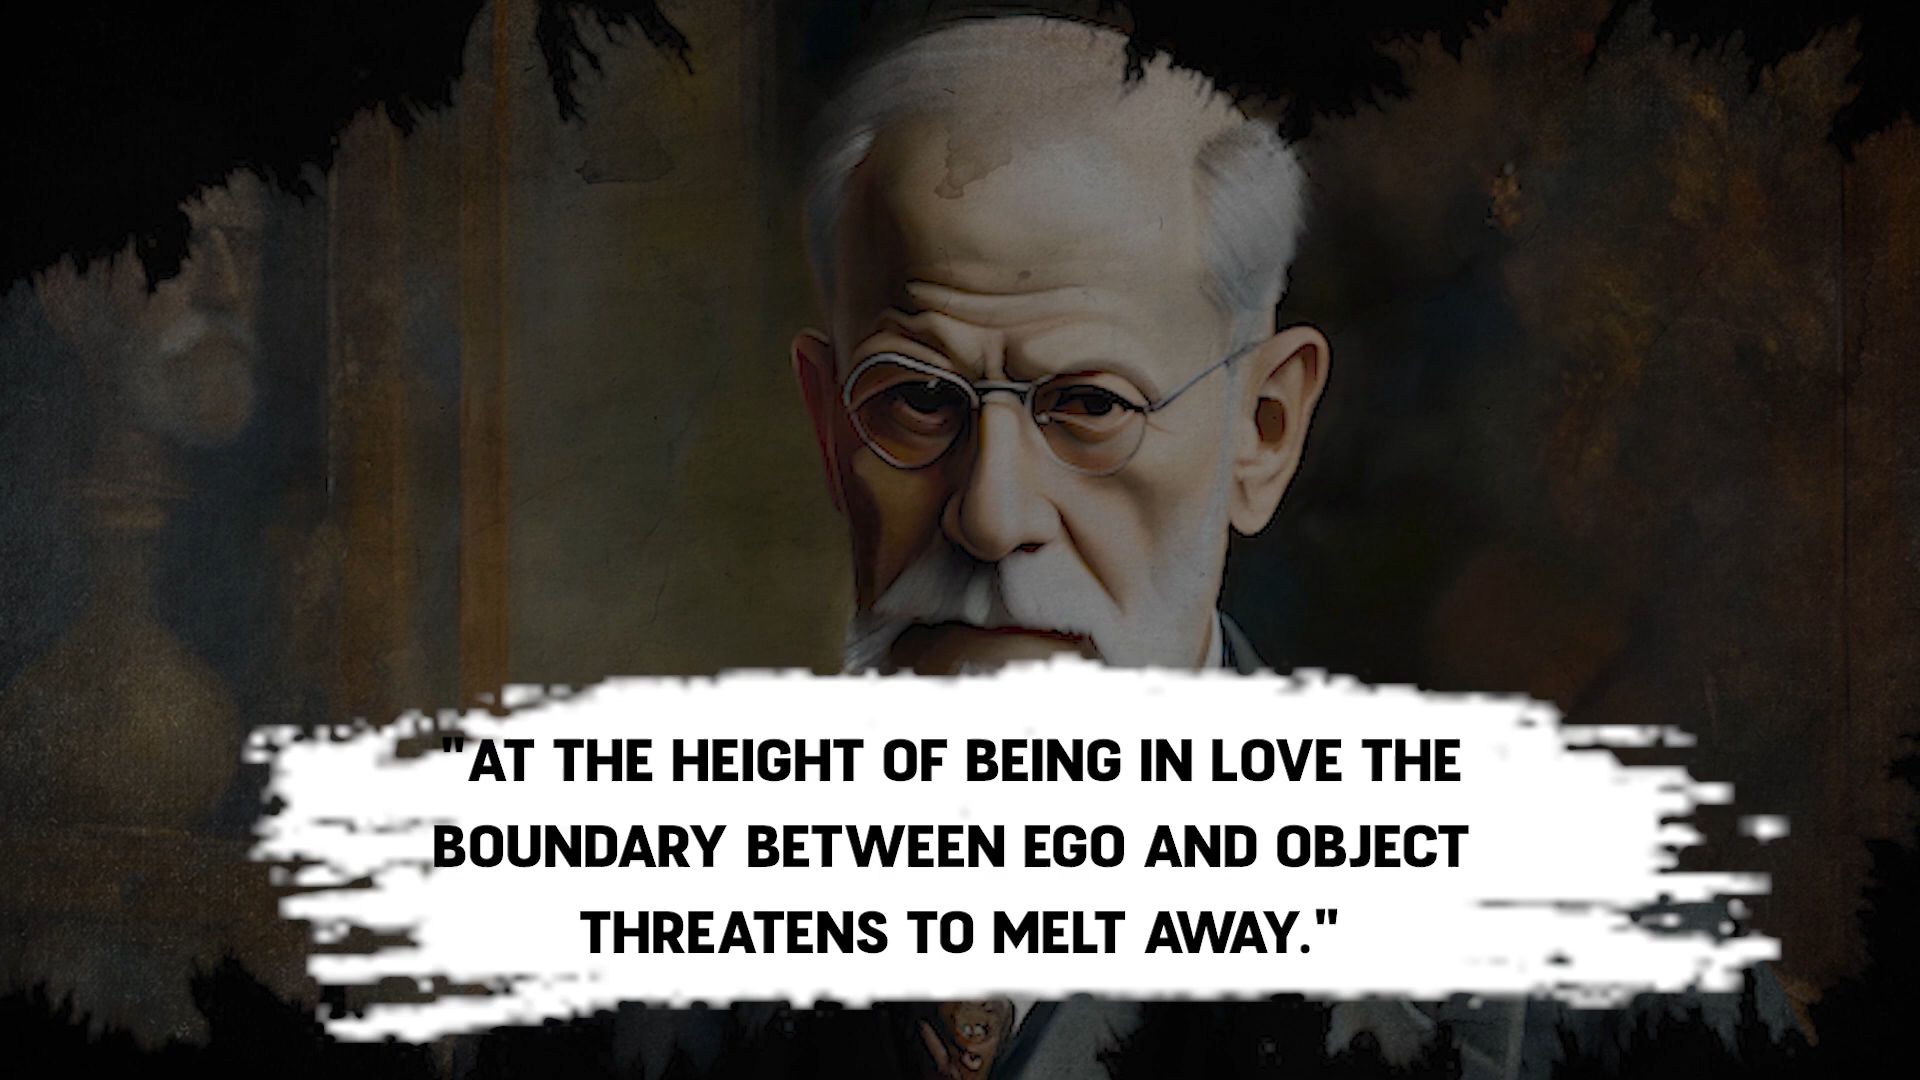 "AT THE HEIGHT OF BEING IN LOVE THE
BOUNDARY BETWEEN EGO AND OBJECT
THREATENS TO MELT AWAY."